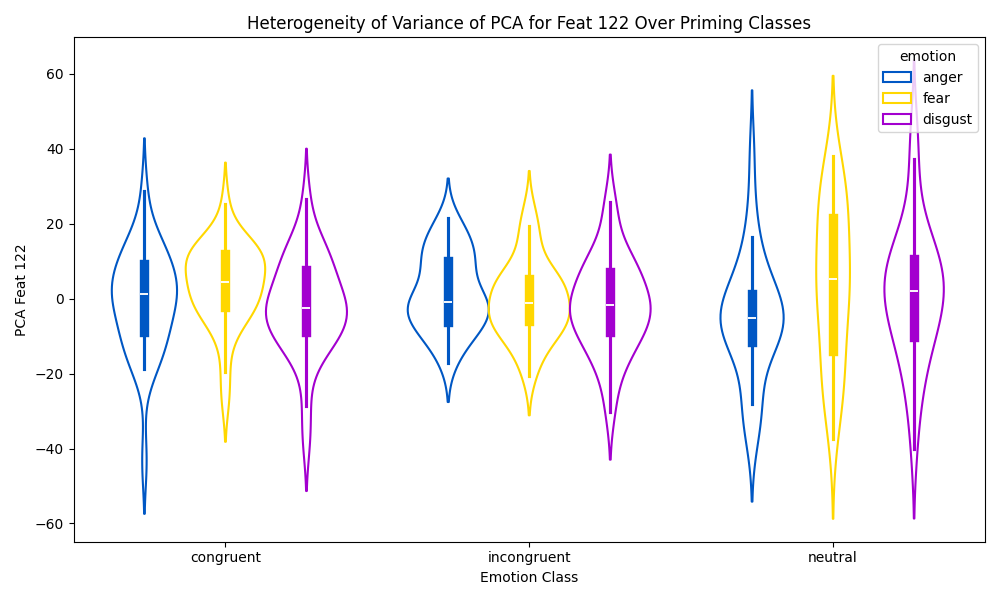 Heterogeneity of Variance of PCA for Feat 122 Over Priming Classes
emotion
anger
fear
disgust
PCA Feat 122
60
40
20
0
−20
−40
−60
congruent
incongruent
neutral
Emotion Class